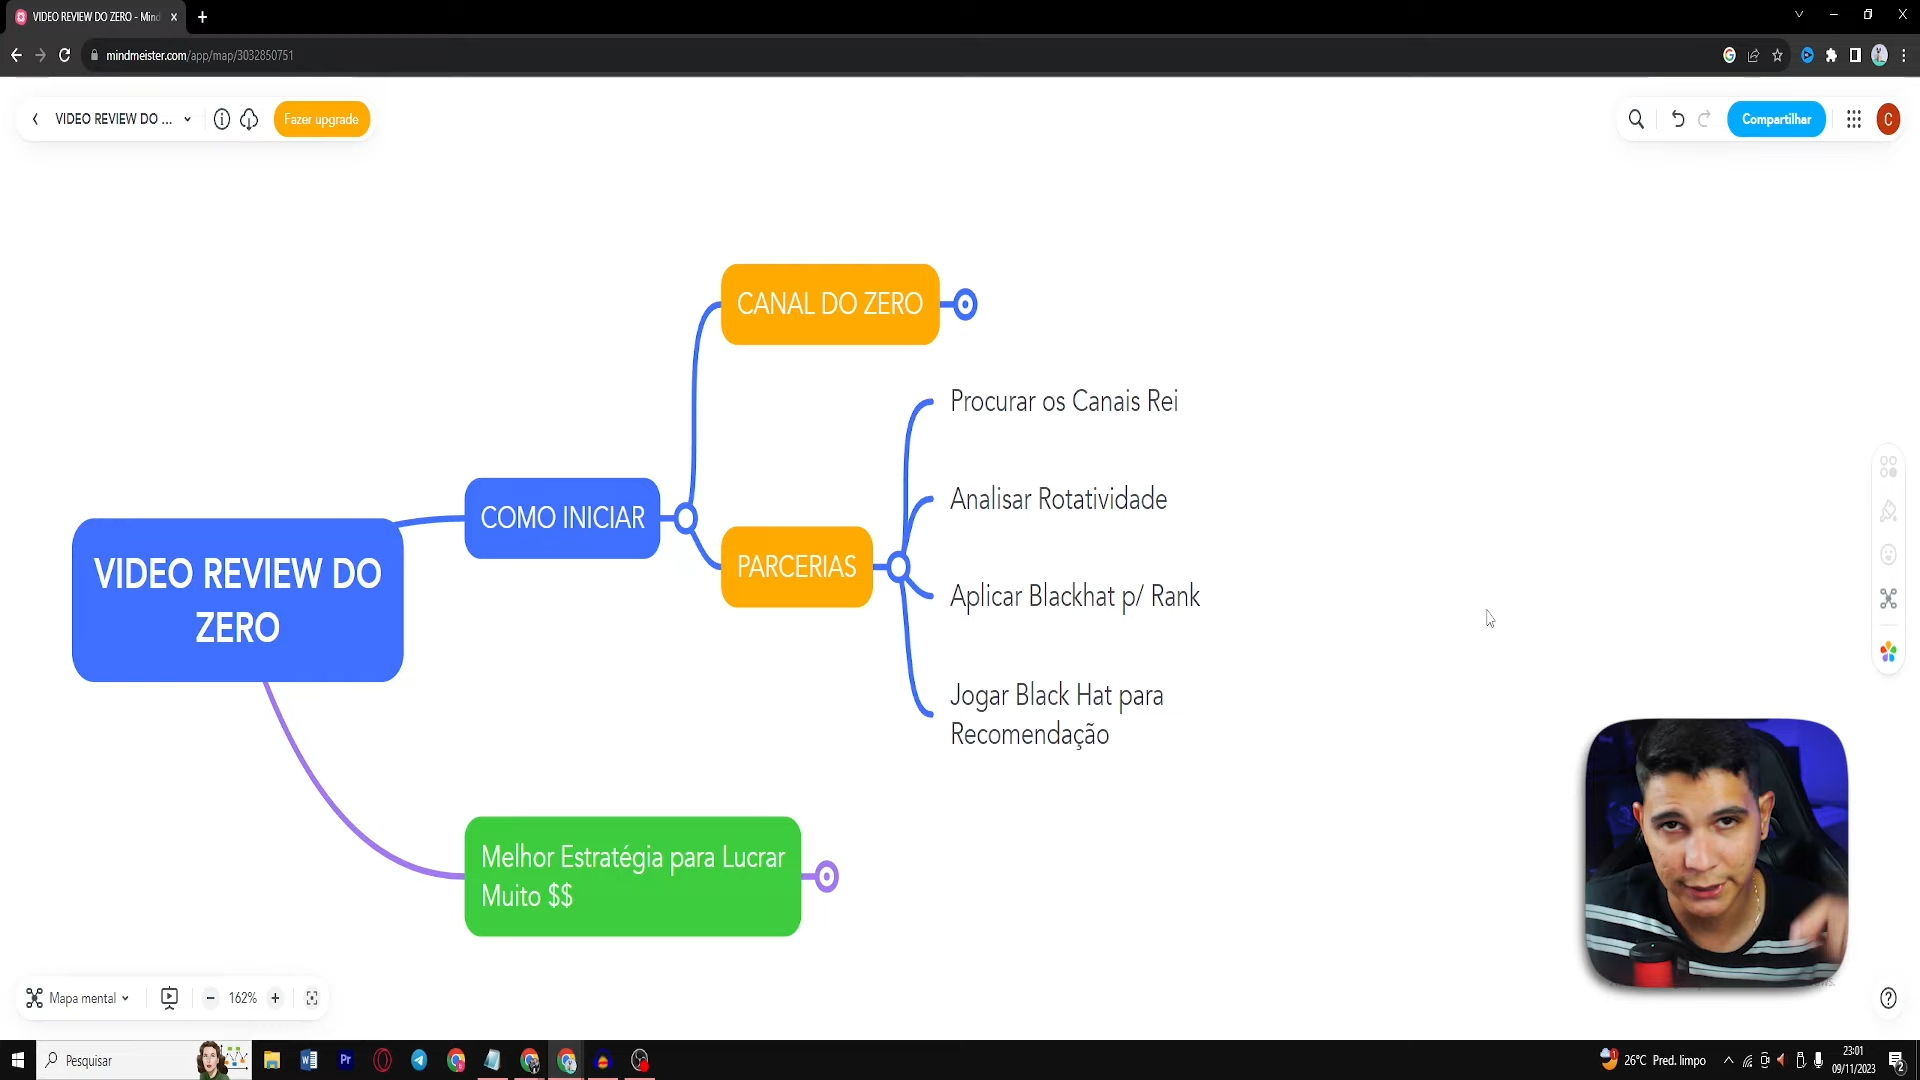 VIDEO REVIEW DO ZERO - Mind
mindmeister.com/app/map/3032850751
VIDEO REVIEW DO ...
Fazer upgrade
Compartilhar
C
CANAL DO ZERO
Procurar os Canais Rei
Analisar Rotatividade
COMO INICIAR
PARCERIAS
Aplicar Blackhat p/ Rank
VIDEO REVIEW DO
ZERO
Jogar Black Hat para
Recomendação
Melhor Estratégia para Lucrar
Muito $$
Mapa mental
162%
Pesquisar
26°C Pred. limpo
23:01
09/11/2023